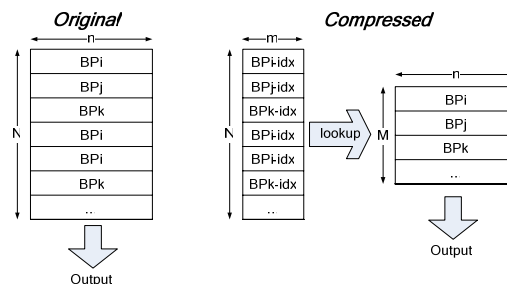 Original
n
N
BPi
BPj
BPk
BPi
BPi
BPk
...
Output
Compressed
m
N
BPi-idx
BPj-idx
BPk-idx
BPi-idx
BPi-idx
BPk-idx
...
lookup
n
M
BPi
BPj
BPk
...
Output